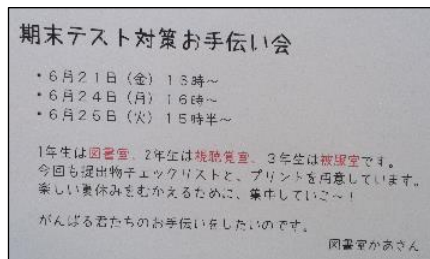 期末テスト対策お手伝い会
・6月21日（金）13時～
・6月24日（月）16時～
・6月25日（火）15時半～
1年生は図書室、2年生は視聴覚室、3年生は被服室です。
今回も提出物チェックリストと、プリントを用意しています。
楽しい夏休みをむかえるために、集中していこ～！
がんばる君たちのお手伝いをしたいのです。
図書室かあさん